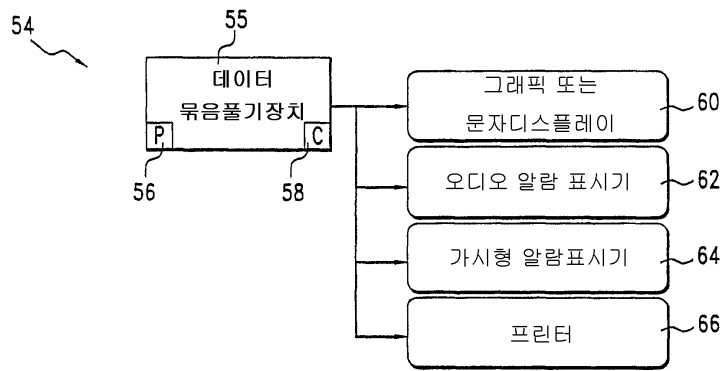 54
55
데이터
묶음풀기장치
P
C
56
58
그래픽 또는
문자디스플레이
60
오디오 알람 표시기
62
가시형 알람표시기
64
프린터
66